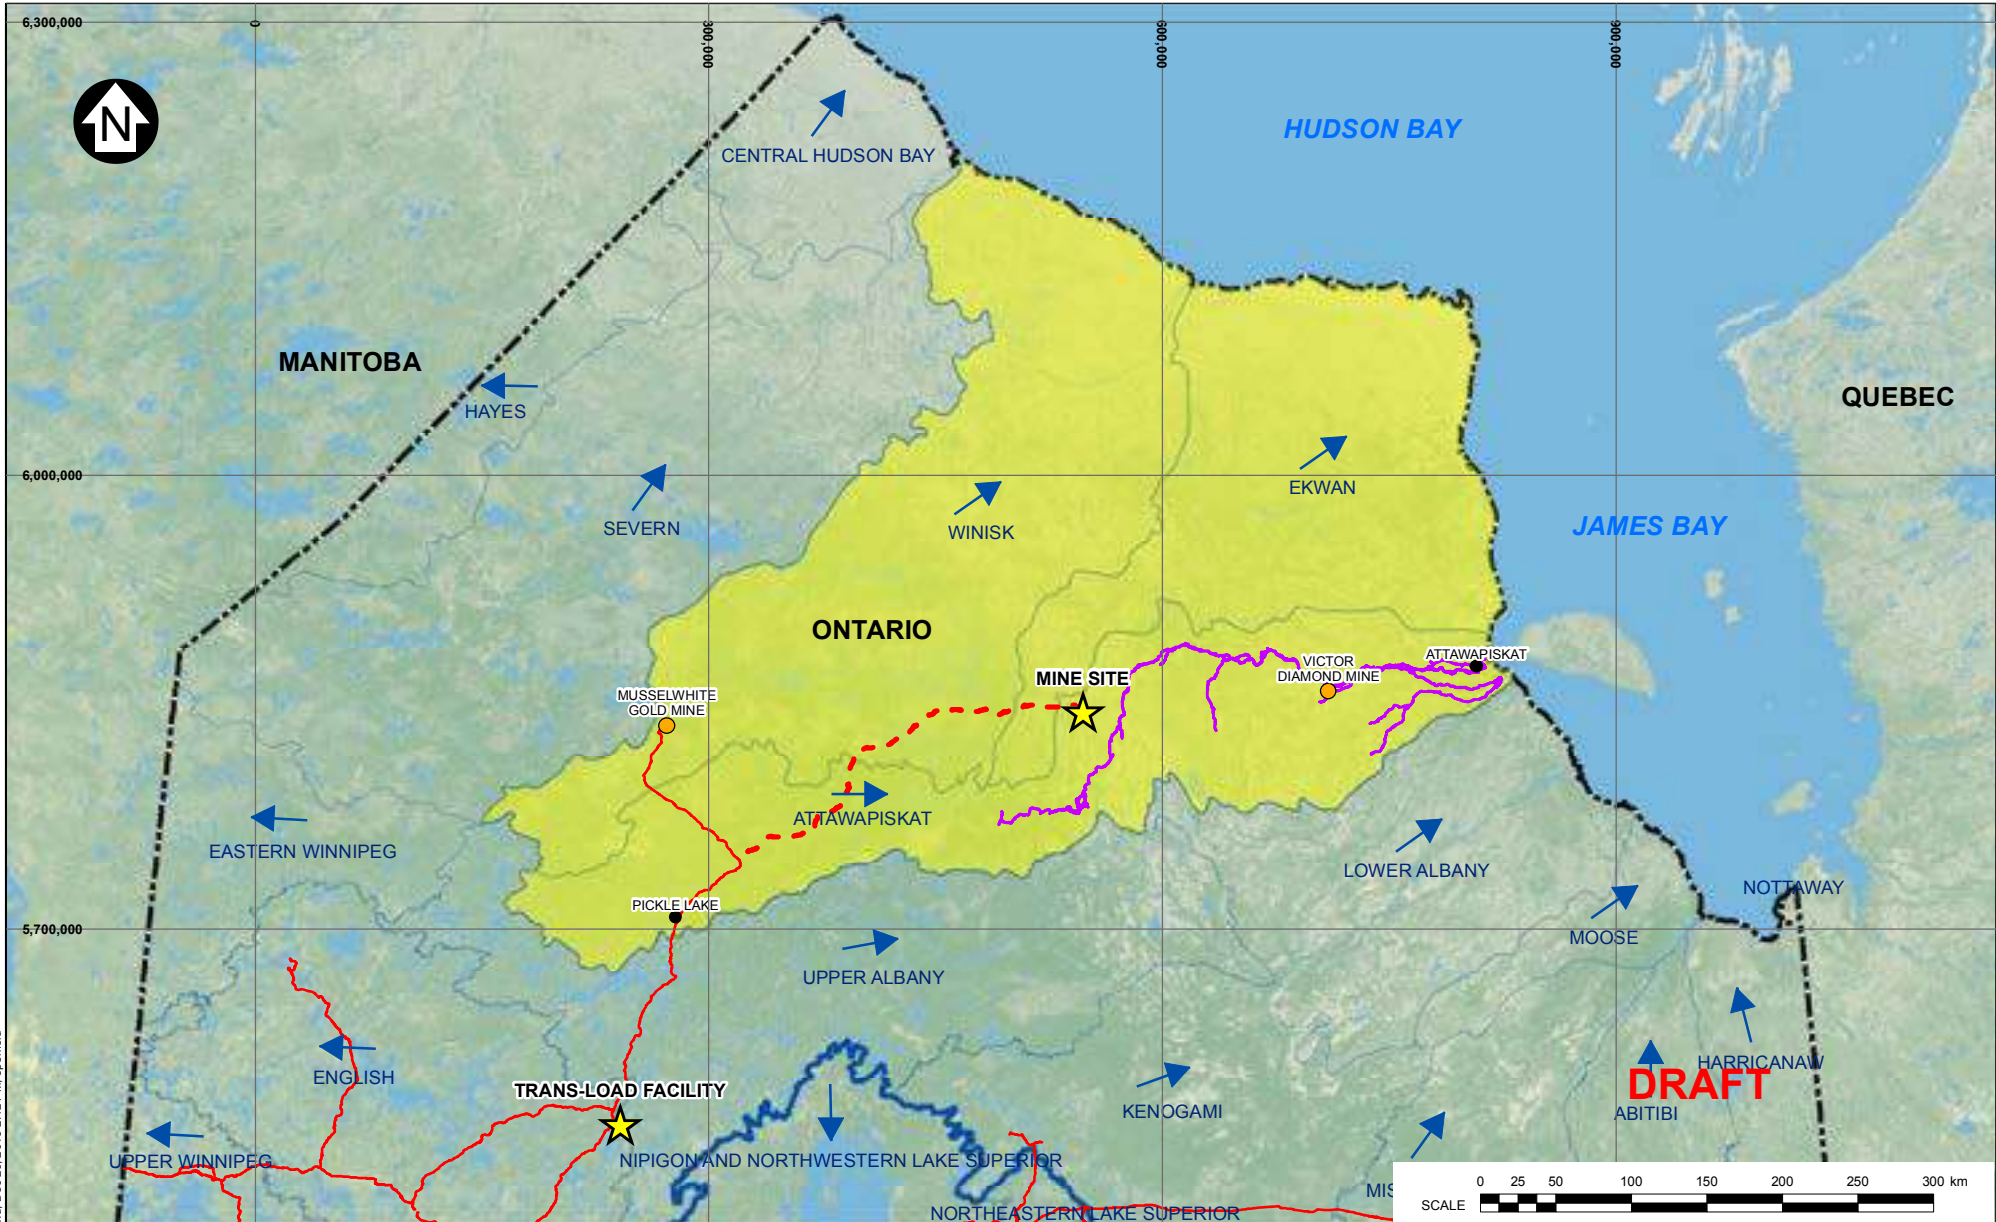 6,300,000
0
300,000
600,000
900,000
N
HUDSON BAY
CENTRAL HUDSON BAY
MANITOBA
HAYES
QUEBEC
6,000,000
EKWAN
SEVERN
WINISK
JAMES BAY
ONTARIO
ATTAWAPISKAT
VICTOR
DIAMOND MINE
MINE SITE
MUSSELWHITE
GOLD MINE
ATTAWAPISKAT
EASTERN WINNIPEG
LOWER ALBANY
NOTTAWAY
PICKLE LAKE
5,700,000
MOOSE
UPPER ALBANY
HARRICANAW
ENGLISH
DRAFT
TRANS-LOAD FACILITY
KENOGAMI
ABITIBI
UPPER WINNIPEG
NIPIGON AND NORTHWESTERN LAKE SUPERIOR
MIS
NORTHEASTERN LAKE SUPERIOR
0 25 50 100 150 200 250 300 km
SCALE